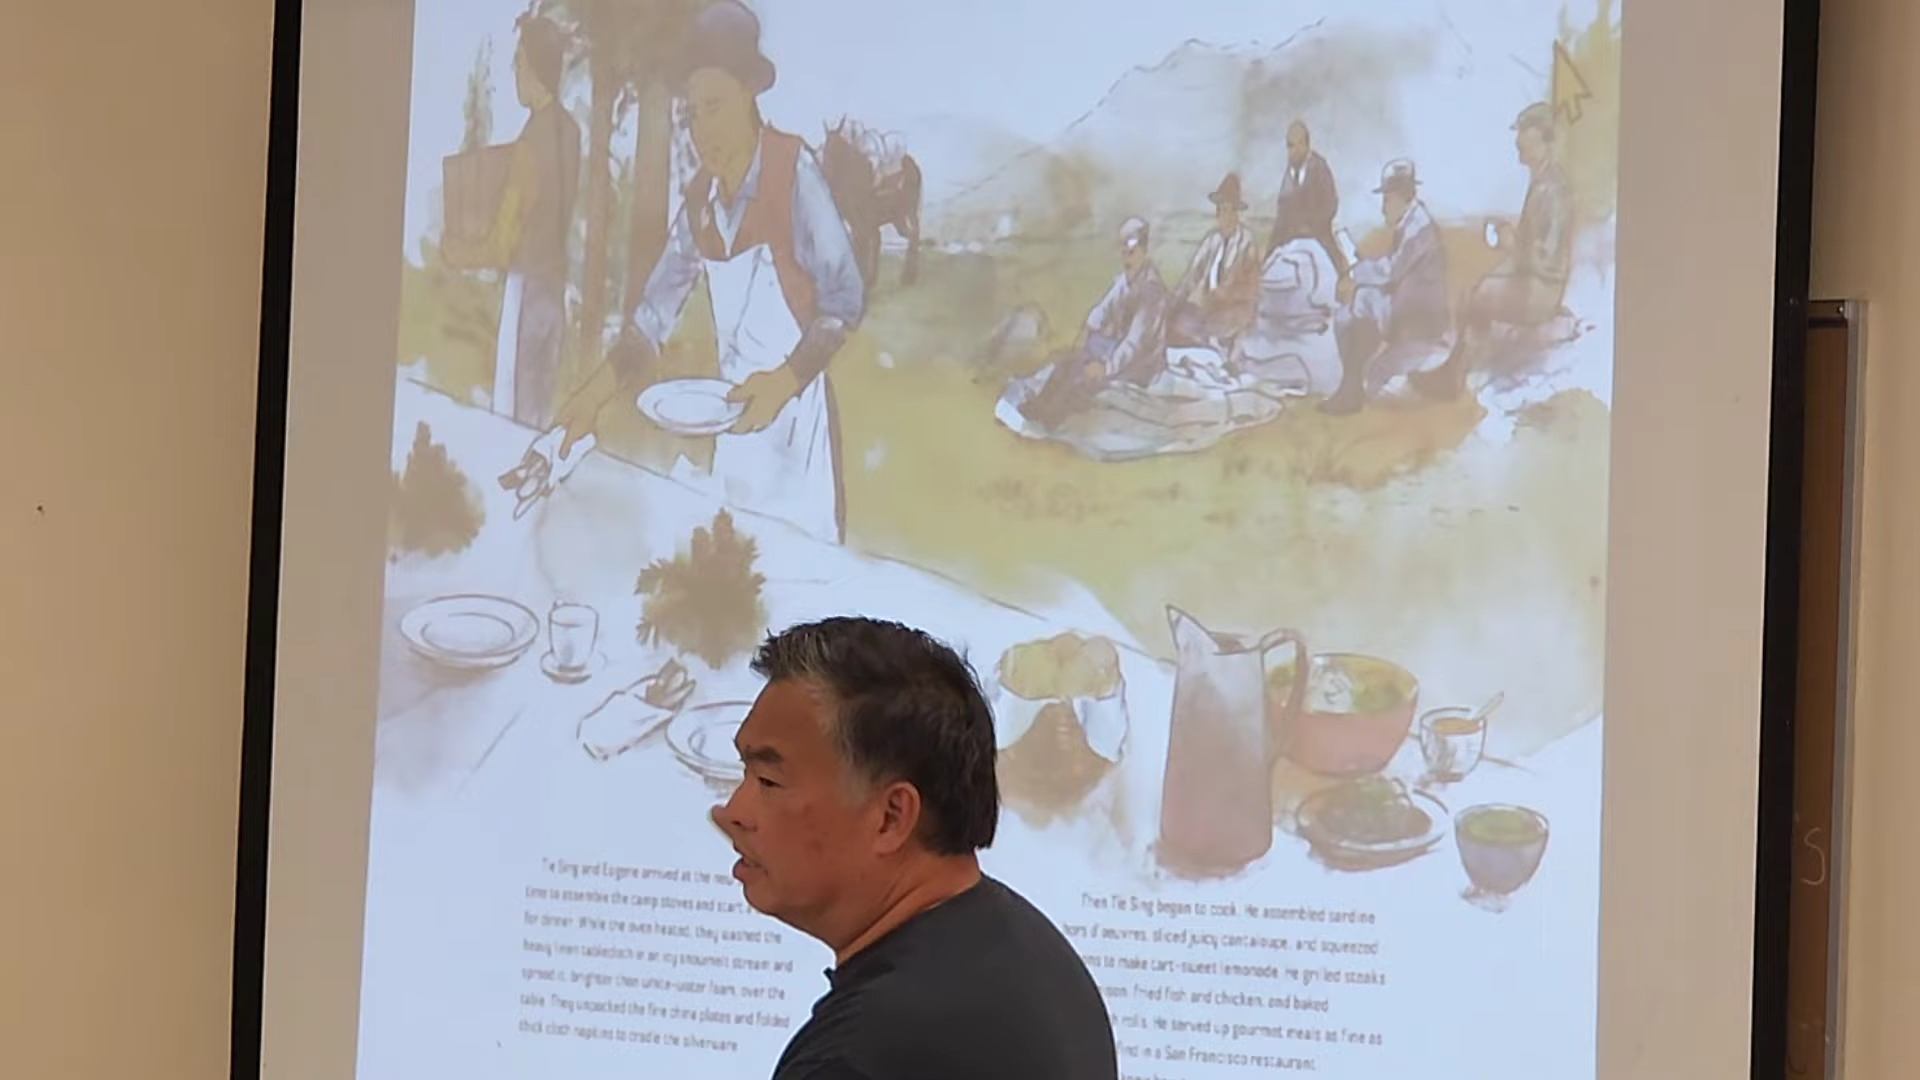 Tie Sing and Eugene arrived at the new
time to assemble the camp stoves and start a
for dinner. While the oven heated, they washed the
heavy linen tablecloth in an icy snowmelt stream and
spread it, brighter than white-water foam, over the
table. They unpacked the fine china plates and folded
thick cloth napkins to cradle the silverware
Then Tie Sing began to cook. He assembled sardine
hors d'oeuvres, sliced juicy cantaloupe, and squeezed
to make tart-sweet lemonade. He grilled steaks
fried fish and chicken, and baked
rolls. He served up gourmet meals as fine as
find in a San Francisco restaurant.
S